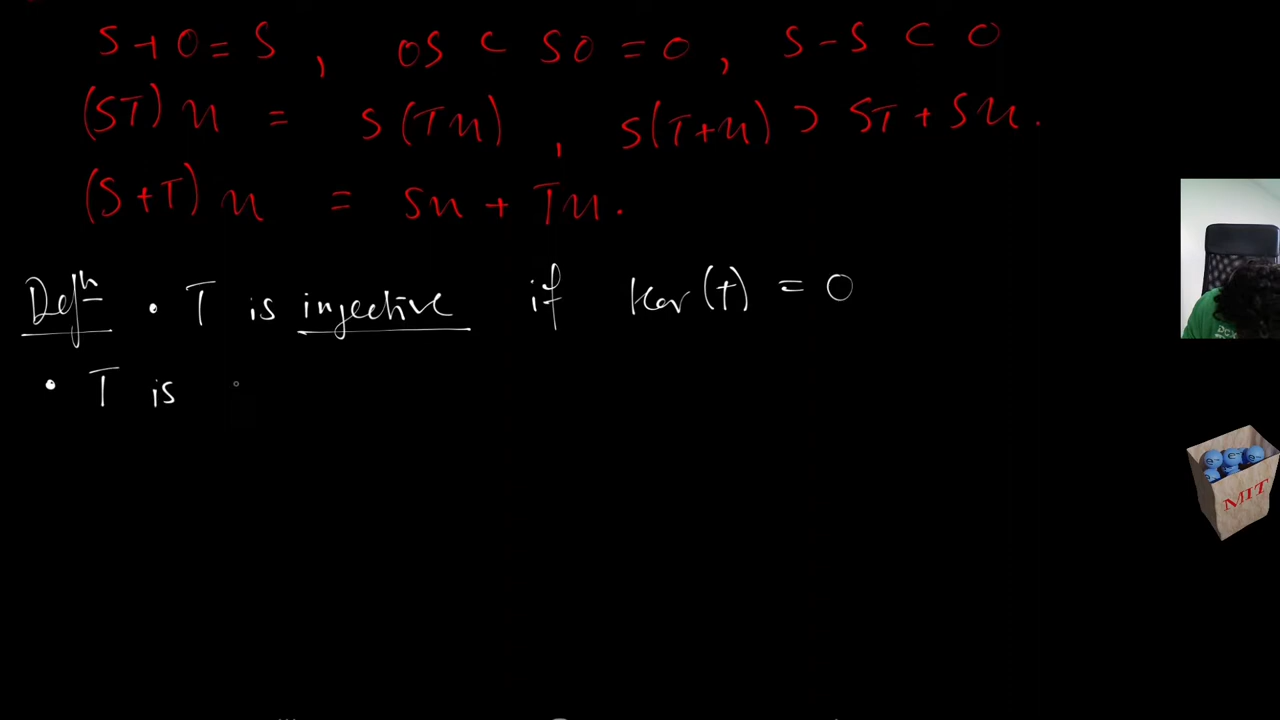 S+0=S, 0S ⊂ S0=0, S-S ⊂ 0
(ST)u = S(Tu), S(T+u) ⊃ ST+Su.
(S+T)u = Su+Tu.
Defn • T is injective if Ker(T) = 0
• T is
MIT